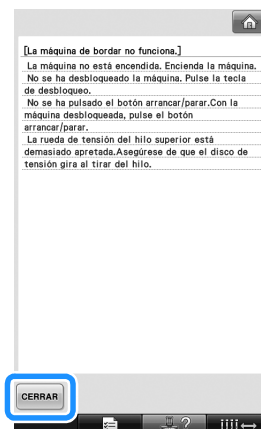 [La máquina de bordar no funciona.]
La máquina no está encendida. Encienda la máquina.
No se ha desbloqueado la máquina. Pulse la tecla
de desbloqueo.
No se ha pulsado el botón arrancar/parar.Con la
máquina desbloqueada, pulse el botón
arrancar/parar.
La rueda de tensión del hilo superior está
demasiado apretada.Asegúrese de que el disco de
tensión gira al tirar del hilo.
CERRAR
?